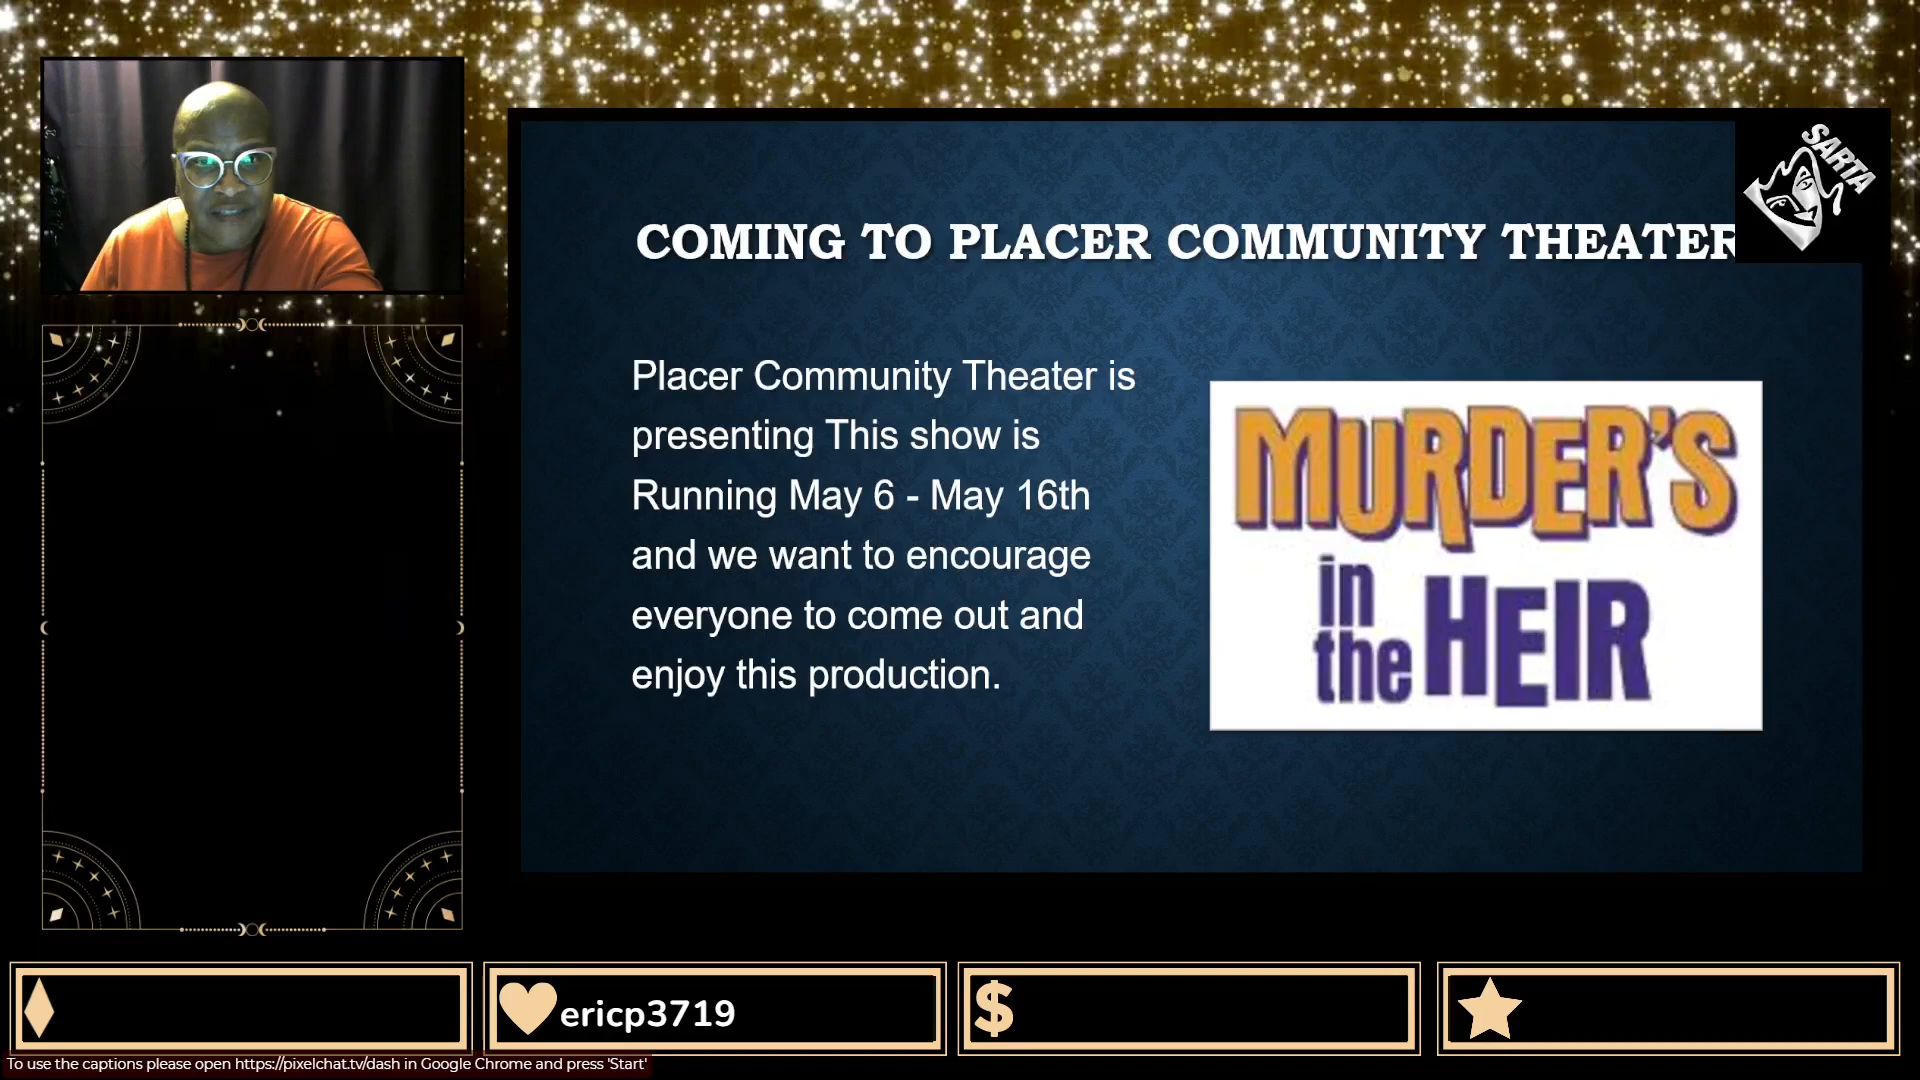 SARTA
COMING TO PLACER COMMUNITY THEATER
Placer Community Theater is
presenting This show is
Running May 6 - May 16th
and we want to encourage
everyone to come out and
enjoy this production.
MURDER'S
in
the HEIR
ericp3719
$
To use the captions please open https://pixelchat.tv/dash in Google Chrome and press 'Start'